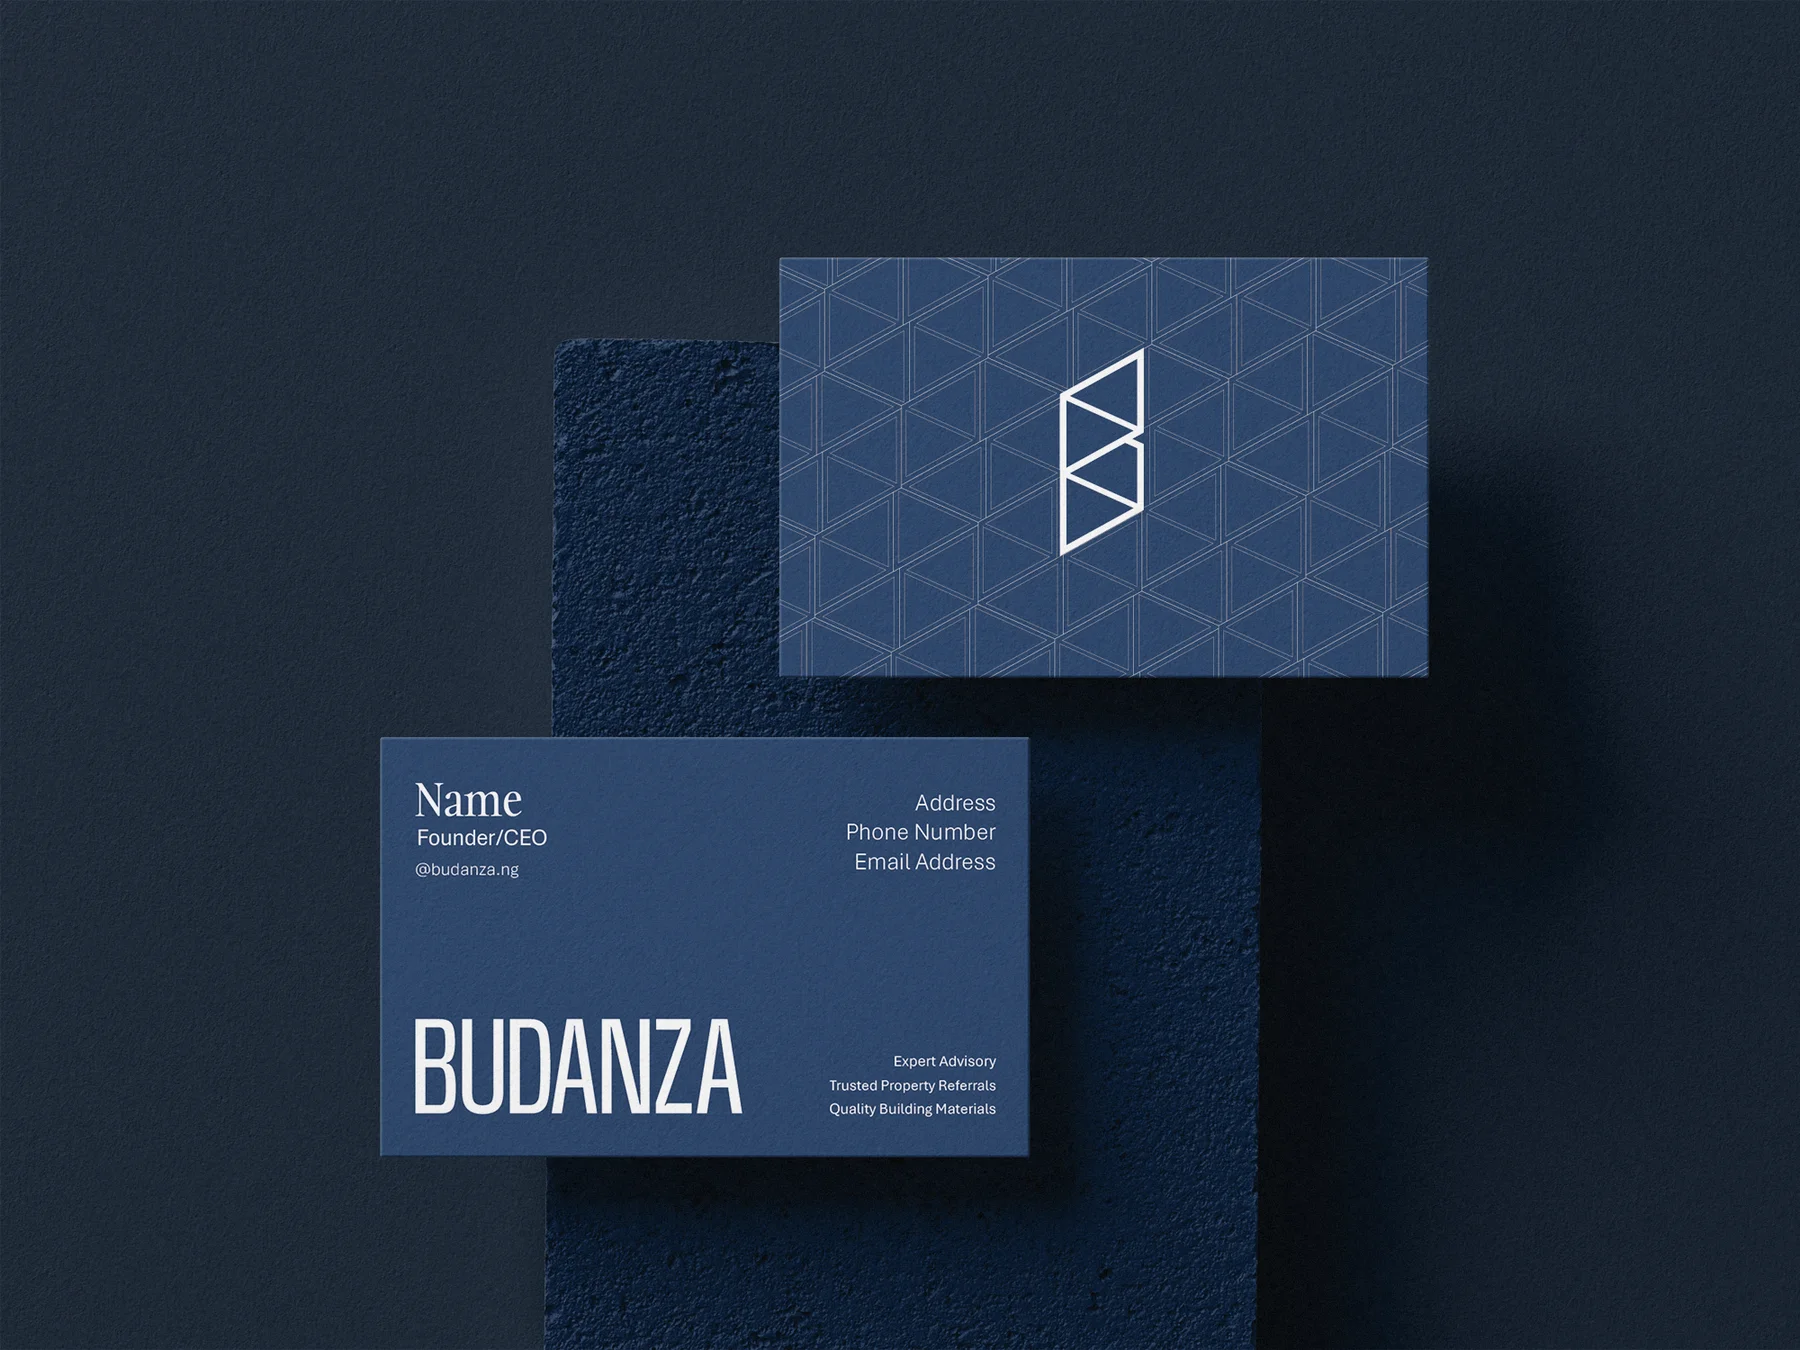 Name
Founder/CEO
@budanza.ng
Address
Phone Number
Email Address
BUDANZA
Expert Advisory
Trusted Property Referrals
Quality Building Materials